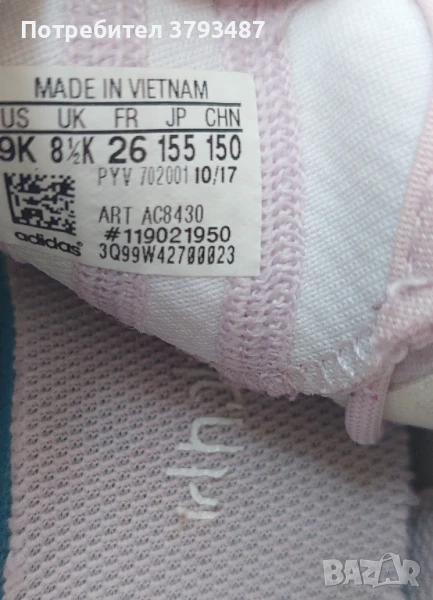 Потребител 3793487
MADE IN VIETNAM
US UK FR JP CHN
9K 8½K 26 155 150
PYV 702001 10/17
ART AC8430
adidas #119021950
3Q99W42700023
BAZAR